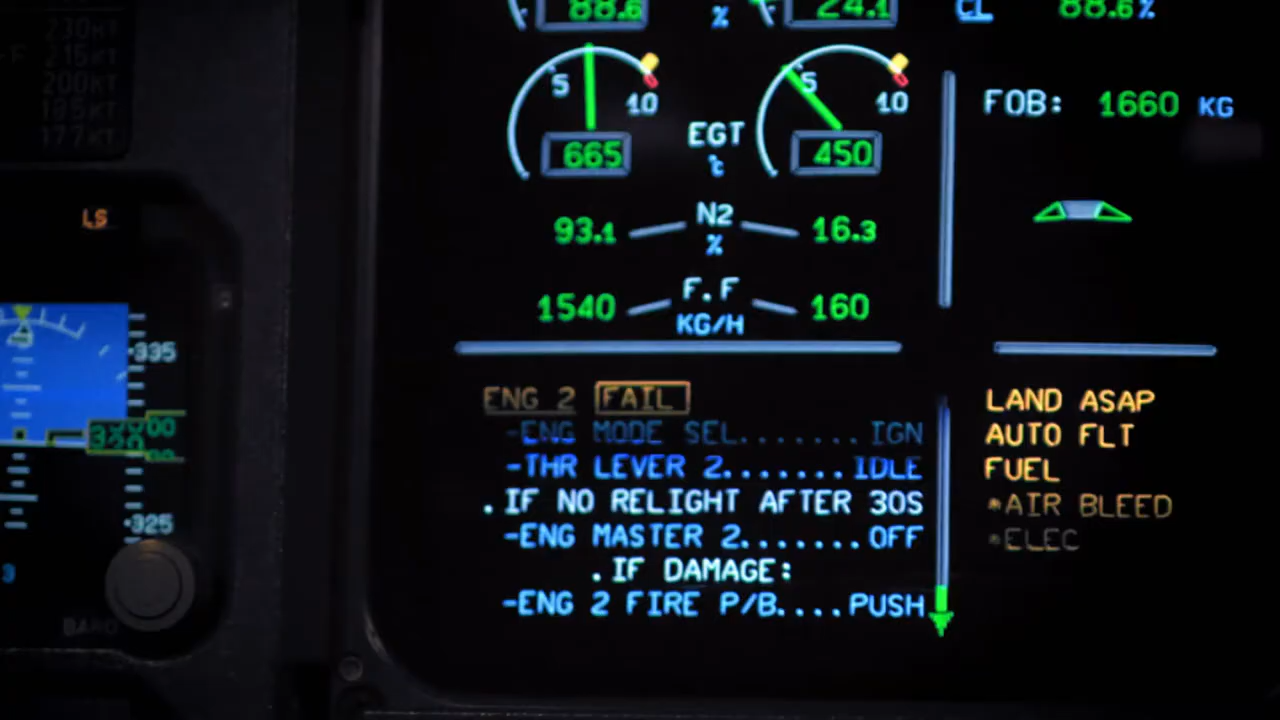 88.6 % 24.1 CL 88.6%
230
215KT
200KT
185KT
177KT
5 10 5 10
FOB: 1660 KG
EGT
665 °C 450
LS
93.1 N2 16.3
%
1540 F.F 160
KG/H
335
325
3
BARO
ENG 2 FAIL
-ENG MODE SEL.......IGN
-THR LEVER 2.......IDLE
.IF NO RELIGHT AFTER 30S
-ENG MASTER 2.......OFF
.IF DAMAGE:
-ENG 2 FIRE P/B....PUSH
LAND ASAP
AUTO FLT
FUEL
*AIR BLEED
*ELEC